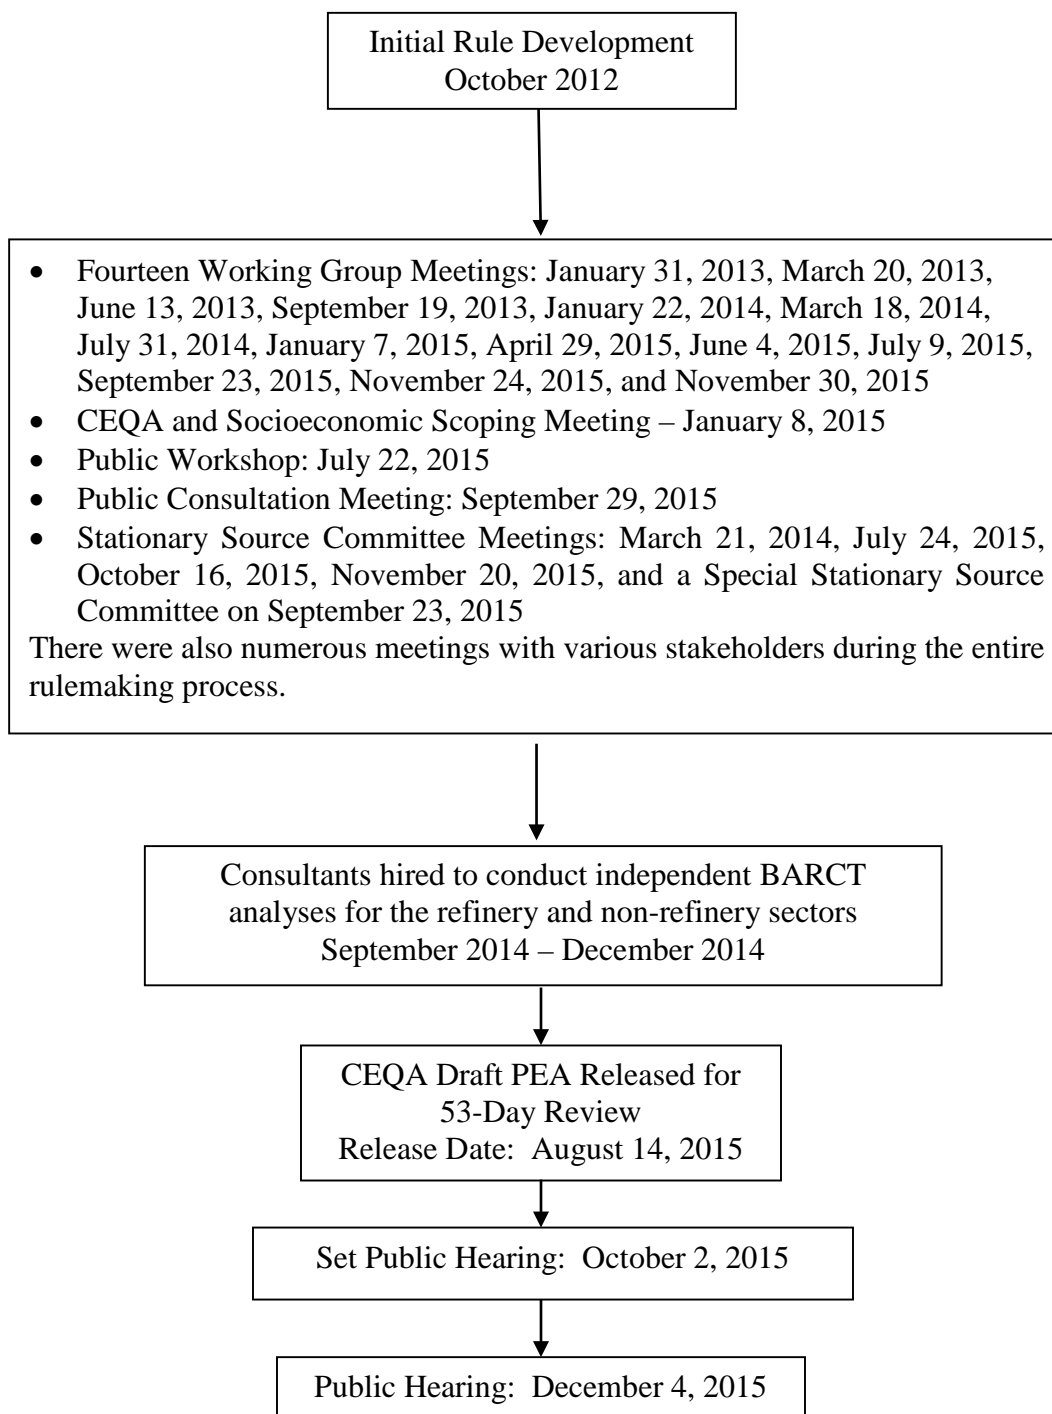 Initial Rule Development
October 2012
• Fourteen Working Group Meetings: January 31, 2013, March 20, 2013,
June 13, 2013, September 19, 2013, January 22, 2014, March 18, 2014,
July 31, 2014, January 7, 2015, April 29, 2015, June 4, 2015, July 9, 2015,
September 23, 2015, November 24, 2015, and November 30, 2015
• CEQA and Socioeconomic Scoping Meeting – January 8, 2015
• Public Workshop: July 22, 2015
• Public Consultation Meeting: September 29, 2015
• Stationary Source Committee Meetings: March 21, 2014, July 24, 2015,
October 16, 2015, November 20, 2015, and a Special Stationary Source
Committee on September 23, 2015
There were also numerous meetings with various stakeholders during the entire
rulemaking process.
Consultants hired to conduct independent BARCT
analyses for the refinery and non-refinery sectors
September 2014 – December 2014
CEQA Draft PEA Released for
53-Day Review
Release Date: August 14, 2015
Set Public Hearing: October 2, 2015
Public Hearing: December 4, 2015